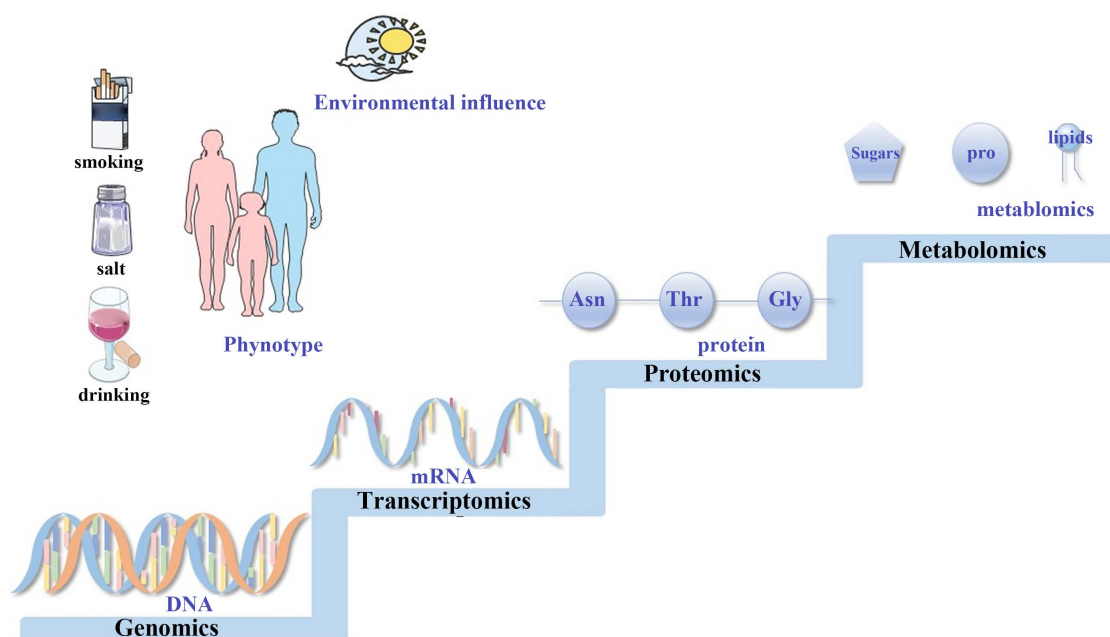 Environmental influence
smoking
salt
drinking
Phynotype
Sugars
pro
lipids
metablomics
Metabolomics
Asn
Thr
Gly
protein
Proteomics
mRNA
Transcriptomics
DNA
Genomics